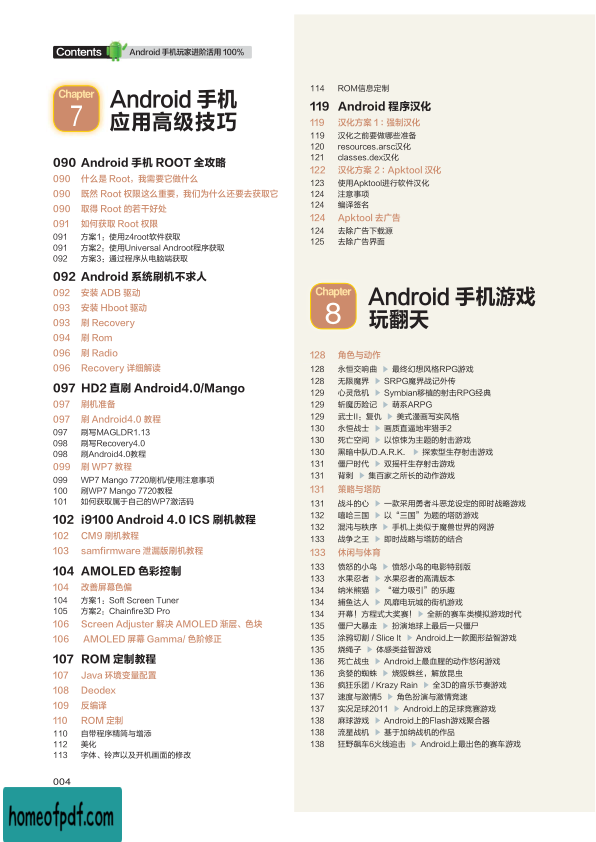 Contents Android 手机玩家进阶活用 100%
Chapter
7
Android 手机
应用高级技巧
090 Android 手机 ROOT 全攻略
090 什么是 Root，我需要它做什么
090 既然 Root 权限这么重要，我们为什么还要去获取它
090 取得 Root 的若干好处
091 如何获取 Root 权限
091 方案1：使用z4root软件获取
091 方案2：使用Universal Androot程序获取
092 方案3：通过程序从电脑端获取
092 Android 系统刷机不求人
092 安装 ADB 驱动
093 安装 Hboot 驱动
093 刷 Recovery
094 刷 Rom
096 刷 Radio
096 Recovery 详细解读
097 HD2 直刷 Android4.0/Mango
097 刷机准备
097 刷 Android4.0 教程
097 刷写MAGLDR1.13
098 刷写Recovery4.0
098 刷Android4.0教程
099 刷 WP7 教程
099 WP7 Mango 7720刷机/使用注意事项
100 刷WP7 Mango 7720教程
101 如何获取属于自己的WP7激活码
102 i9100 Android 4.0 ICS 刷机教程
102 CM9 刷机教程
103 samfirmware 泄漏版刷机教程
104 AMOLED 色彩控制
104 改善屏幕色偏
104 方案1：Soft Screen Tuner
105 方案2：Chainfire3D Pro
106 Screen Adjuster 解决 AMOLED 渐层、色块
106 AMOLED 屏幕 Gamma/ 色阶修正
107 ROM 定制教程
107 Java 环境变量配置
108 Deodex
109 反编译
110 ROM 定制
110 自带程序精简与增添
112 美化
113 字体、铃声以及开机画面的修改
004
114 ROM信息定制
119 Android 程序汉化
119 汉化方案 1：强制汉化
119 汉化之前要做哪些准备
120 resources.arsc汉化
121 classes.dex汉化
122 汉化方案 2：Apktool 汉化
123 使用Apktool进行软件汉化
124 注意事项
124 编译签名
124 Apktool 去广告
124 去除广告下载源
125 去除广告界面
Chapter
8
Android 手机游戏
玩翻天
128 角色与动作
128 永恒交响曲 ▶ 最终幻想风格RPG游戏
128 无限魔界 ▶ SRPG魔界战记外传
129 心灵危机 ▶ Symbian移植的射击RPG经典
129 斩魔历险记 ▶ 萌系ARPG
129 武士II：复仇 ▶ 美式漫画写实风格
130 永恒战士 ▶ 画质直逼地牢猎手2
130 死亡空间 ▶ 以惊悚为主题的射击游戏
130 黑暗中队/D.A.R.K. ▶ 探索型生存射击游戏
131 僵尸时代 ▶ 双摇杆生存射击游戏
131 背刺 ▶ 集百家之所长的动作游戏
131 策略与塔防
131 战斗的心 ▶ 一款采用勇者斗恶龙设定的即时战略游戏
132 嘻哈三国 ▶ 以“三国”为题的塔防游戏
132 混沌与秩序 ▶ 手机上类似于魔兽世界的网游
133 战争之王 ▶ 即时战略与塔防的结合
133 休闲与体育
133 愤怒的小鸟 ▶ 愤怒小鸟的电影特别版
133 水果忍者 ▶ 水果忍者的高清版本
134 纳米熊猫 ▶ “磁力吸引”的乐趣
134 捕鱼达人 ▶ 风靡电玩城的街机游戏
134 开幕！方程式大奖赛！ ▶ 全新的赛车类模拟游戏时代
135 僵尸大暴走 ▶ 扮演地球上最后一只僵尸
135 涂鸦切割 / Slice It ▶ Android上一款图形益智游戏
135 烧绳子 ▶ 体感类益智游戏
136 死亡战虫 ▶ Android上最血腥的动作悠闲游戏
136 贪婪的蜘蛛 ▶ 烧毁蛛丝，解放昆虫
136 疯狂乐团 / Krazy Rain ▶ 全3D的音乐节奏游戏
137 速度与激情5 ▶ 角色扮演与激情竞速
137 实况足球2011 ▶ Android上的足球竞赛游戏
138 麻球游戏 ▶ Android上的Flash游戏聚合器
138 流星战机 ▶ 基于加纳战机的作品
138 狂野飙车6火线追击 ▶ Android上最出色的赛车游戏
homeofpdf.com